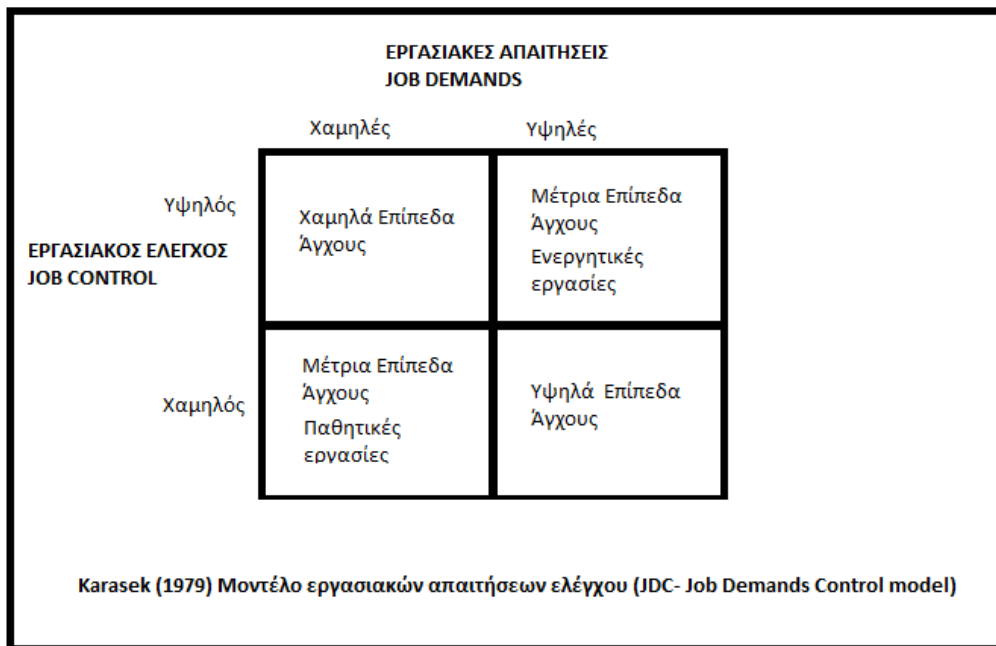 ΕΡΓΑΣΙΑΚΕΣ ΑΠΑΙΤΗΣΕΙΣ
JOB DEMANDS
Χαμηλές
Υψηλές
Υψηλός
ΕΡΓΑΣΙΑΚΟΣ ΕΛΕΓΧΟΣ
JOB CONTROL
Χαμηλά Επίπεδα
Άγχους
Μέτρια Επίπεδα
Άγχους
Ενεργητικές
εργασίες
Χαμηλός
Μέτρια Επίπεδα
Άγχους
Παθητικές
εργασίες
Υψηλά Επίπεδα
Άγχους
Karasek (1979) Μοντέλο εργασιακών απαιτήσεων ελέγχου (JDC- Job Demands Control model)